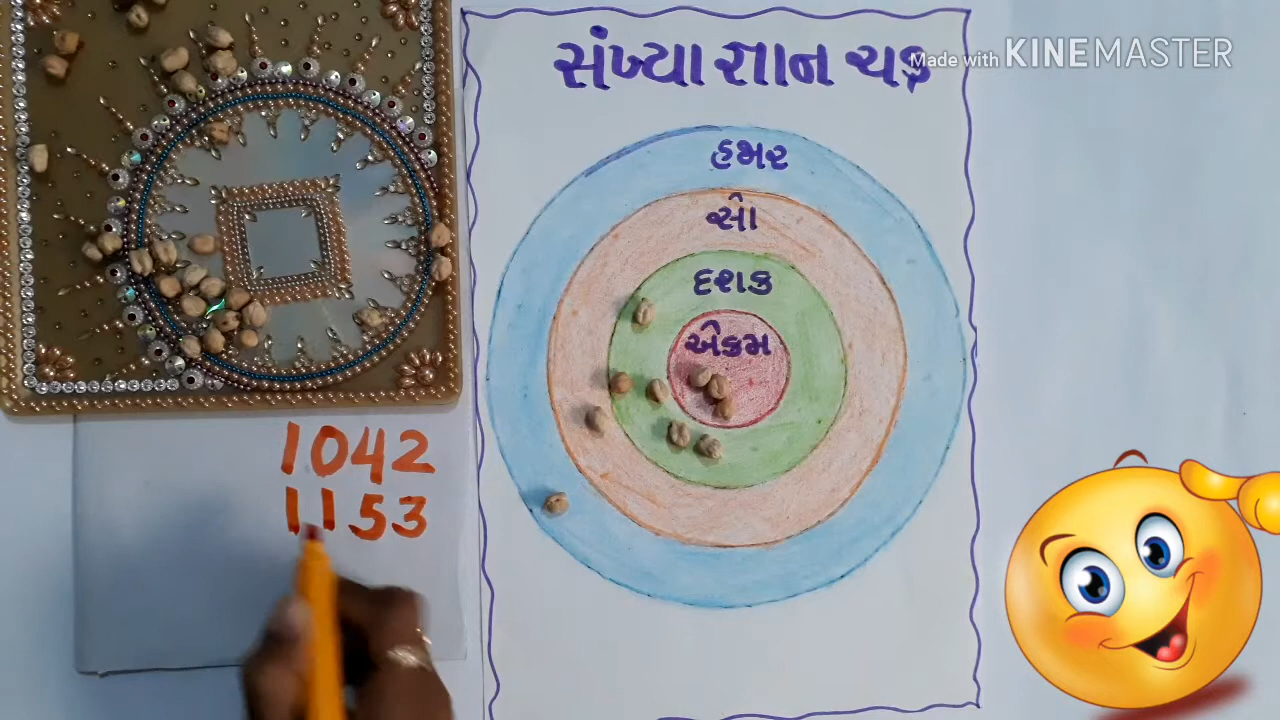 સંખ્યા જ્ઞાન ચક્ર
Made with KINEMASTER
હજાર
સો
દશક
એકમ
1042
1153